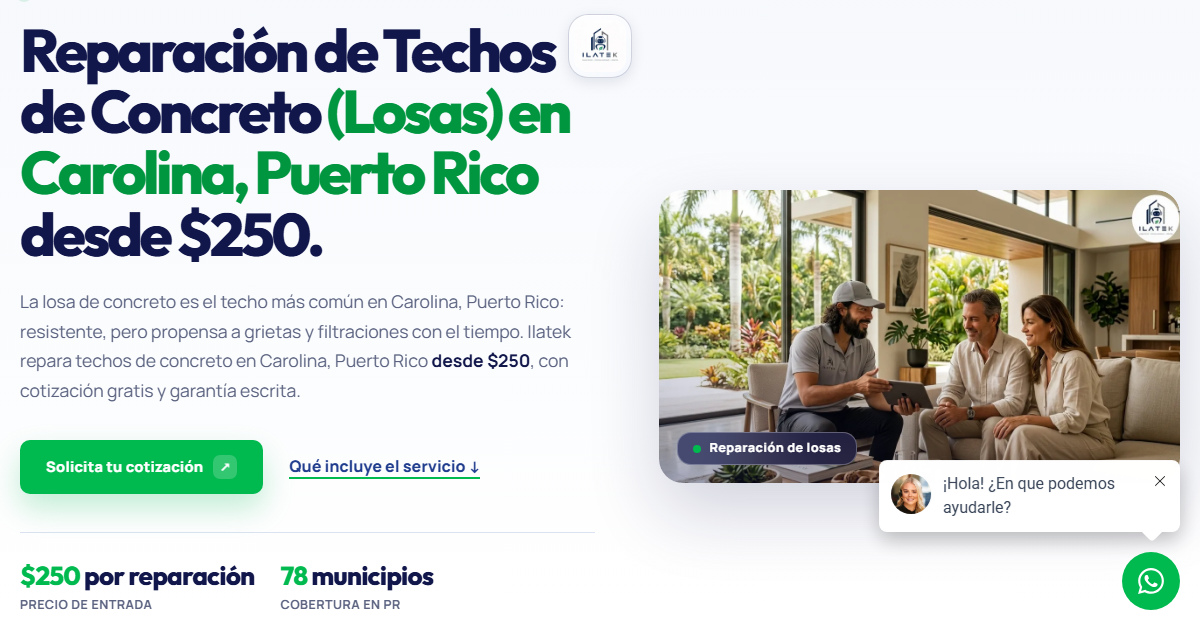 Reparación de Techos
ILATEK
de Concreto (Losas) en
Carolina, Puerto Rico
desde $250.
La losa de concreto es el techo más común en Carolina, Puerto Rico:
resistente, pero propensa a grietas y filtraciones con el tiempo. Ilatek
repara techos de concreto en Carolina, Puerto Rico desde $250, con
cotización gratis y garantía escrita.
Solicita tu cotización ↗
Qué incluye el servicio ↓
$250 por reparación
PRECIO DE ENTRADA
78 municipios
COBERTURA EN PR
ILATEK
Reparación de losas
¡Hola! ¿En que podemos
ayudarle?